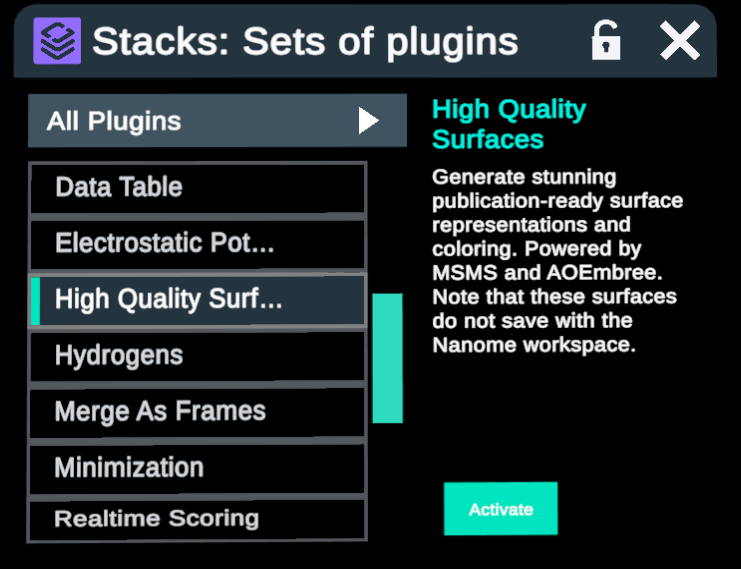 Stacks: Sets of plugins
All Plugins
Data Table
Electrostatic Pot...
High Quality Surf...
Hydrogens
Merge As Frames
Minimization
Realtime Scoring
High Quality
Surfaces
Generate stunning
publication-ready surface
representations and
coloring. Powered by
MSMS and AOEmbree.
Note that these surfaces
do not save with the
Nanome workspace.
Activate